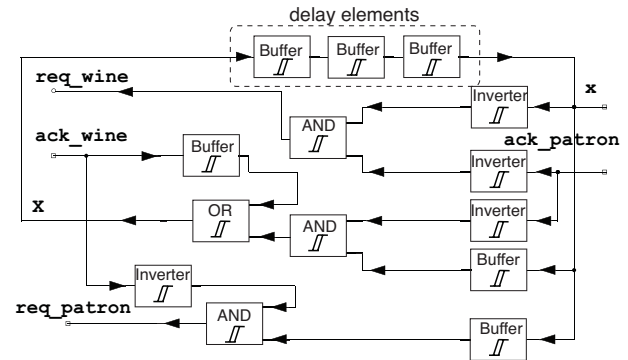 delay elements
Buffer Buffer Buffer
req_wine
x
Inverter
AND
ack_wine
ack_patron
Buffer
Inverter
Inverter
X
OR
AND
Buffer
Inverter
req_patron
AND
Buffer